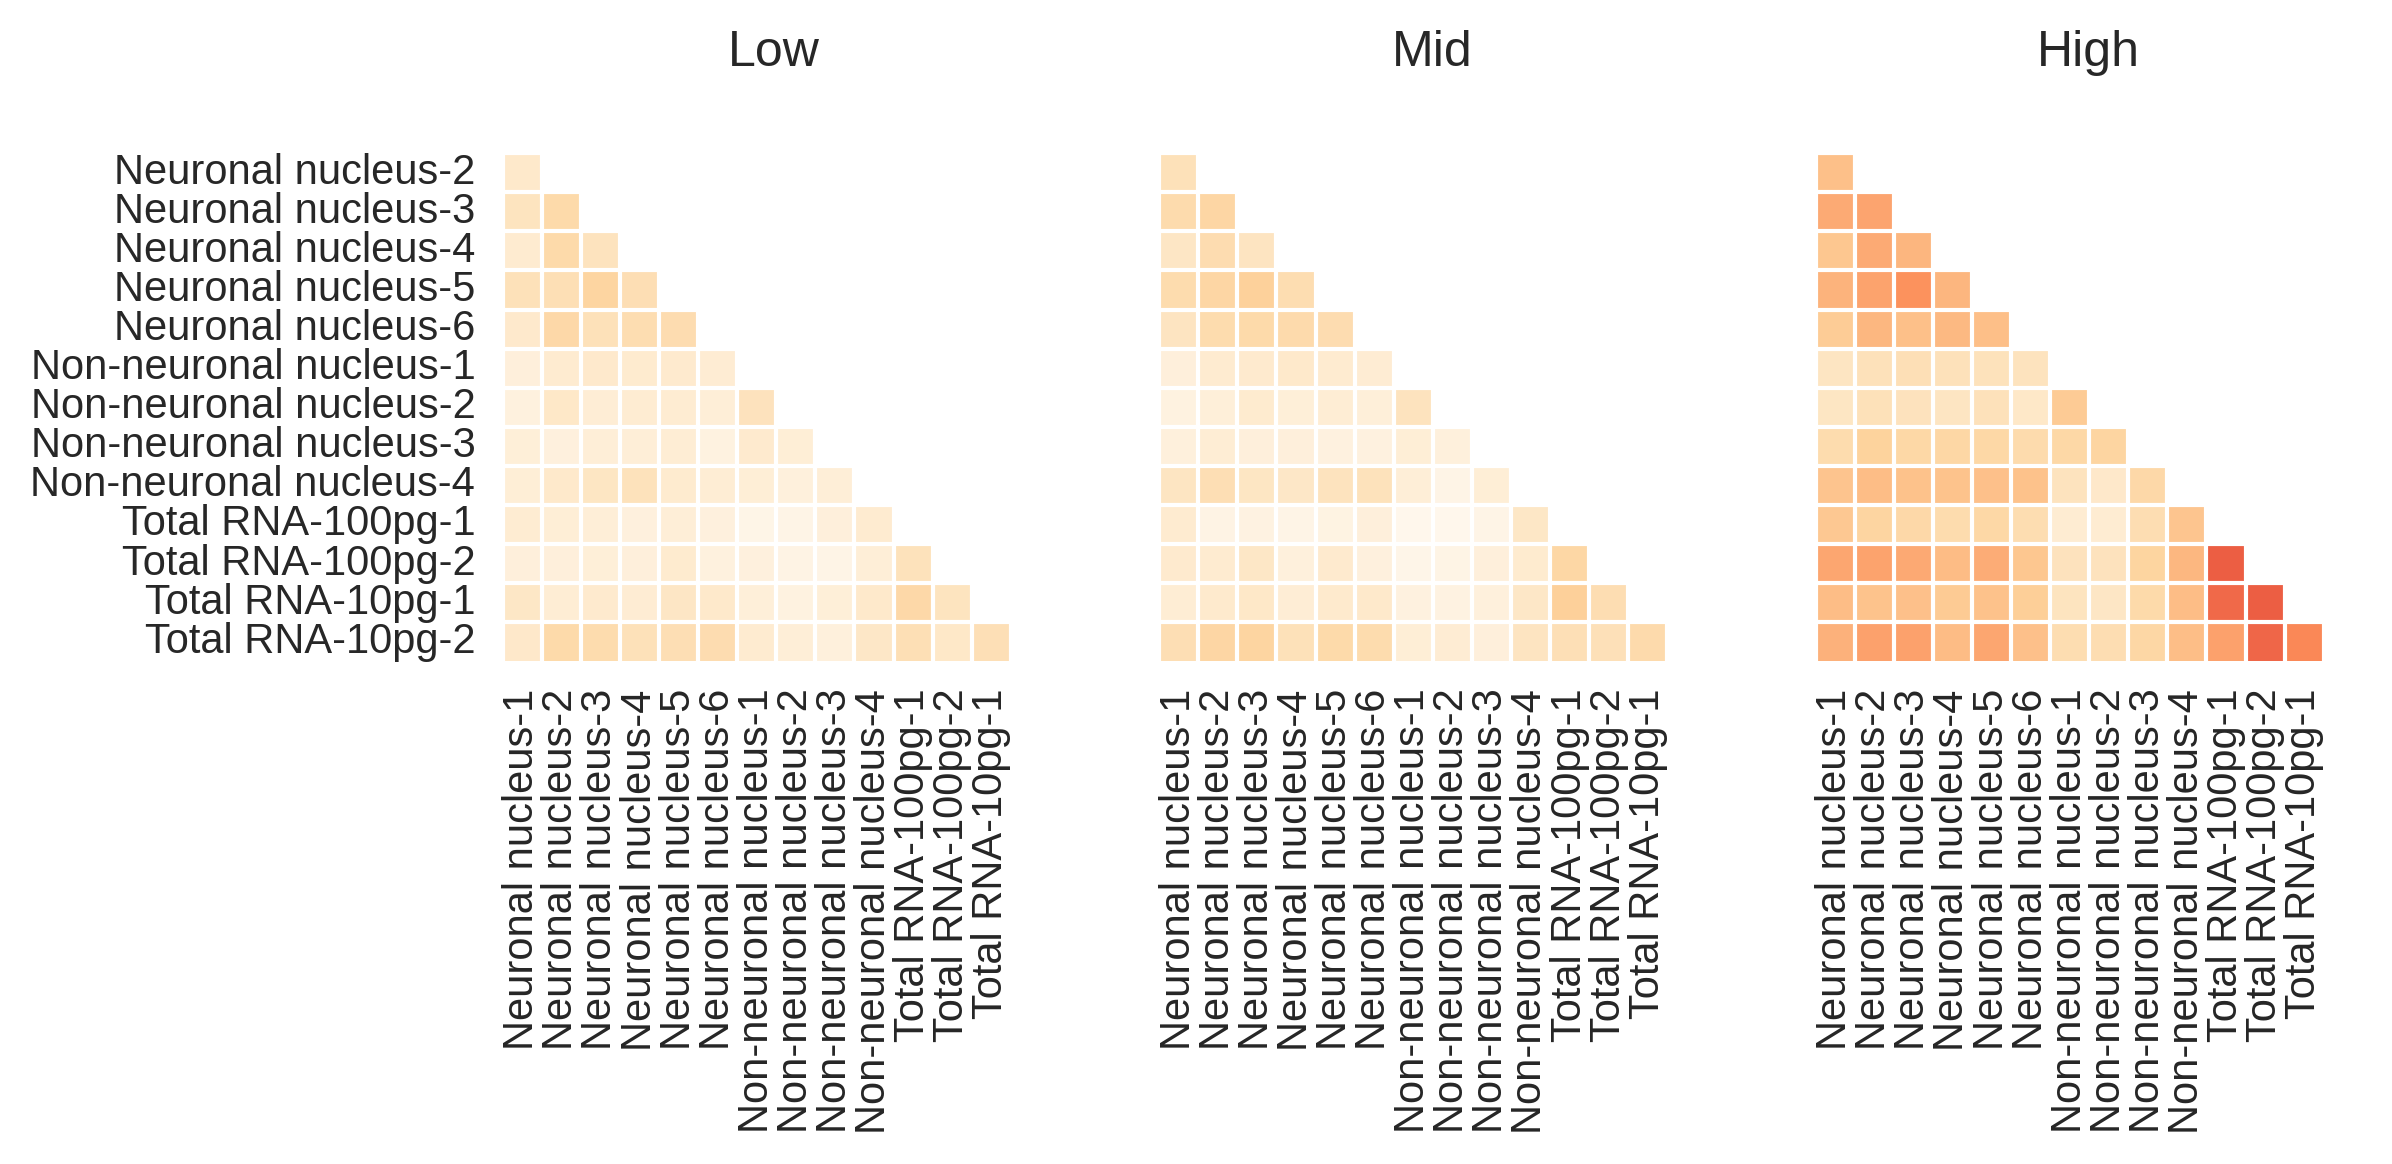 Low
Mid
High
Neuronal nucleus-2
Neuronal nucleus-3
Neuronal nucleus-4
Neuronal nucleus-5
Neuronal nucleus-6
Non-neuronal nucleus-1
Non-neuronal nucleus-2
Non-neuronal nucleus-3
Non-neuronal nucleus-4
Total RNA-100pg-1
Total RNA-100pg-2
Total RNA-10pg-1
Total RNA-10pg-2
Neuronal nucleus-1
Neuronal nucleus-2
Neuronal nucleus-3
Neuronal nucleus-4
Neuronal nucleus-5
Neuronal nucleus-6
Non-neuronal nucleus-1
Non-neuronal nucleus-2
Non-neuronal nucleus-3
Non-neuronal nucleus-4
Total RNA-100pg-1
Total RNA-100pg-2
Total RNA-10pg-1
Neuronal nucleus-1
Neuronal nucleus-2
Neuronal nucleus-3
Neuronal nucleus-4
Neuronal nucleus-5
Neuronal nucleus-6
Non-neuronal nucleus-1
Non-neuronal nucleus-2
Non-neuronal nucleus-3
Non-neuronal nucleus-4
Total RNA-100pg-1
Total RNA-100pg-2
Total RNA-10pg-1
Neuronal nucleus-1
Neuronal nucleus-2
Neuronal nucleus-3
Neuronal nucleus-4
Neuronal nucleus-5
Neuronal nucleus-6
Non-neuronal nucleus-1
Non-neuronal nucleus-2
Non-neuronal nucleus-3
Non-neuronal nucleus-4
Total RNA-100pg-1
Total RNA-100pg-2
Total RNA-10pg-1